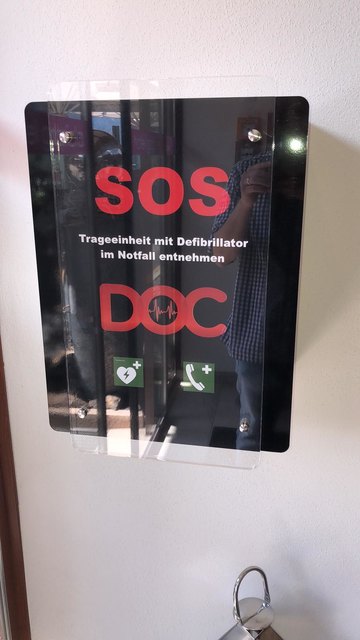 SOS
Trageeinheit mit Defibrillator
im Notfall entnehmen
DOC